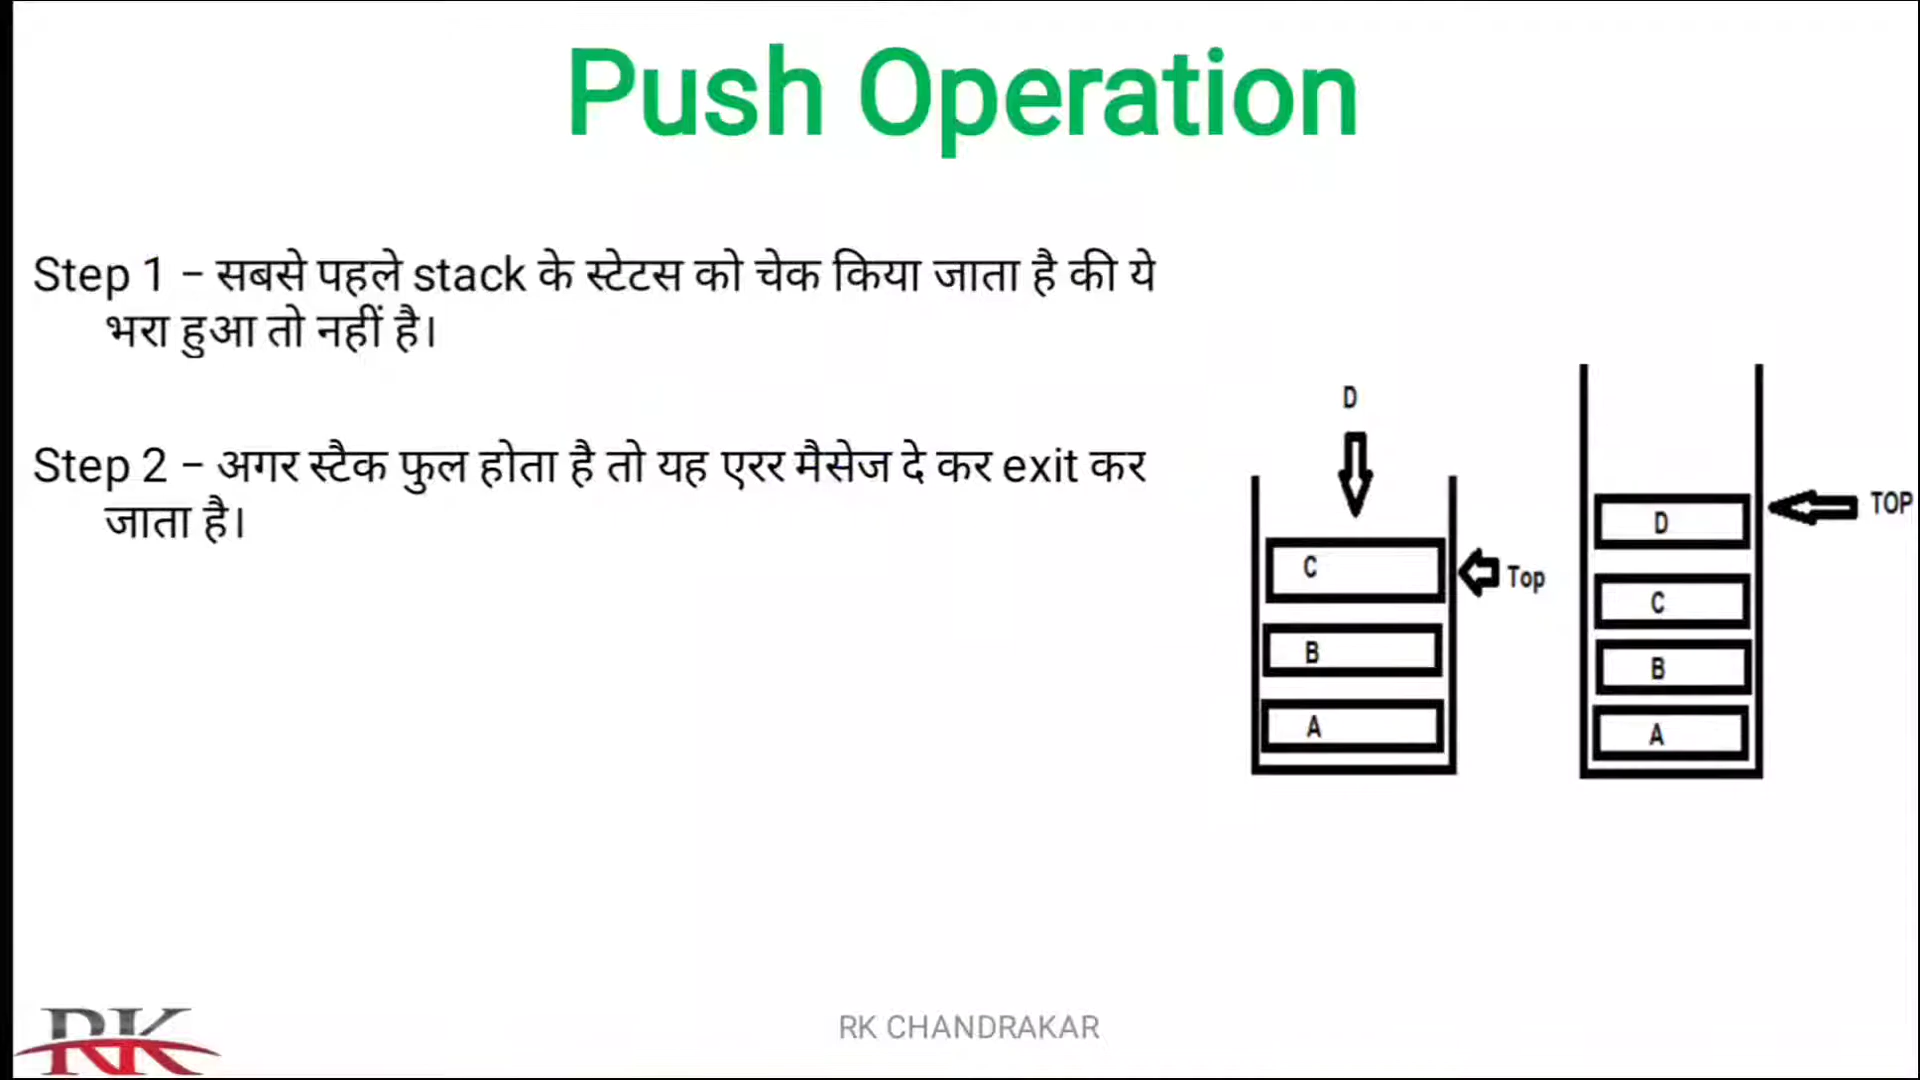 Push Operation
Step 1 – सबसे पहले stack के स्टेटस को चेक किया जाता है की ये
भरा हुआ तो नहीं है।
Step 2 – अगर स्टैक फुल होता है तो यह एरर मैसेज दे कर exit कर
जाता है।
D
C
Top
B
A
D
TOP
C
B
A
RK
RK CHANDRAKAR